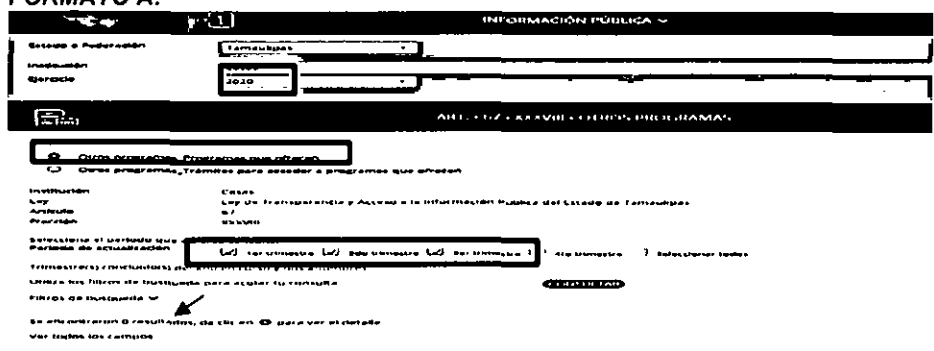 FORMATO A:
INFORMACIÓN PÚBLICA
Estado o Federación Tamaulipas
Institución
Ejercicio 2020
ART. - 67 - XXXVIII - OTROS PROGRAMAS
Otros programas_Programas que ofrecen
Otros programas_Trámites para acceder a programas que ofrecen
Institución Casas
Ley Ley de Transparencia y Acceso a la Información Pública del Estado de Tamaulipas
Artículo 67
Fracción XXXVIII
Selecciona el periodo que
Periodo de actualización 1er trimestre 2do trimestre 3er trimestre 4to trimestre Seleccionar todos
Utiliza los filtros de búsqueda para acotar tu consulta CONSULTAR
Filtros de búsqueda
Se encontraron 0 resultados, da clic en para ver el detalle
Ver todos los campos